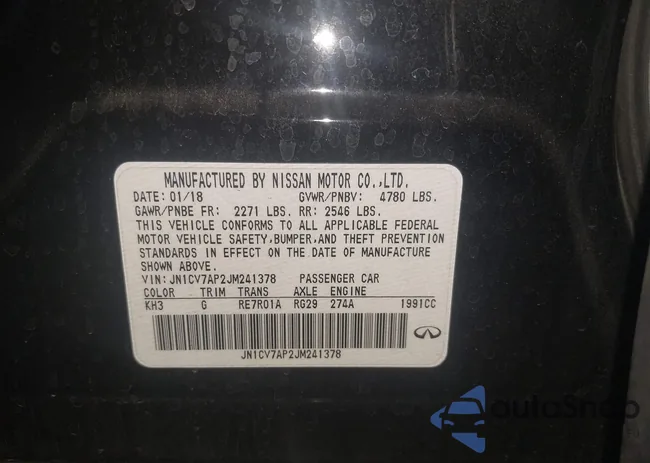 MANUFACTURED BY NISSAN MOTOR CO.,LTD.
DATE: 01/18 GVWR/PNBV: 4780 LBS.
GAWR/PNBE FR: 2271 LBS. RR: 2546 LBS.
THIS VEHICLE CONFORMS TO ALL APPLICABLE FEDERAL
MOTOR VEHICLE SAFETY,BUMPER,AND THEFT PREVENTION
STANDARDS IN EFFECT ON THE DATE OF MANUFACTURE
SHOWN ABOVE.
VIN: JN1CV7AP2JM241378 PASSENGER CAR
COLOR TRIM TRANS AXLE ENGINE
KH3 G RE7R01A RG29 274A 1991CC
JN1CV7AP2JM241378